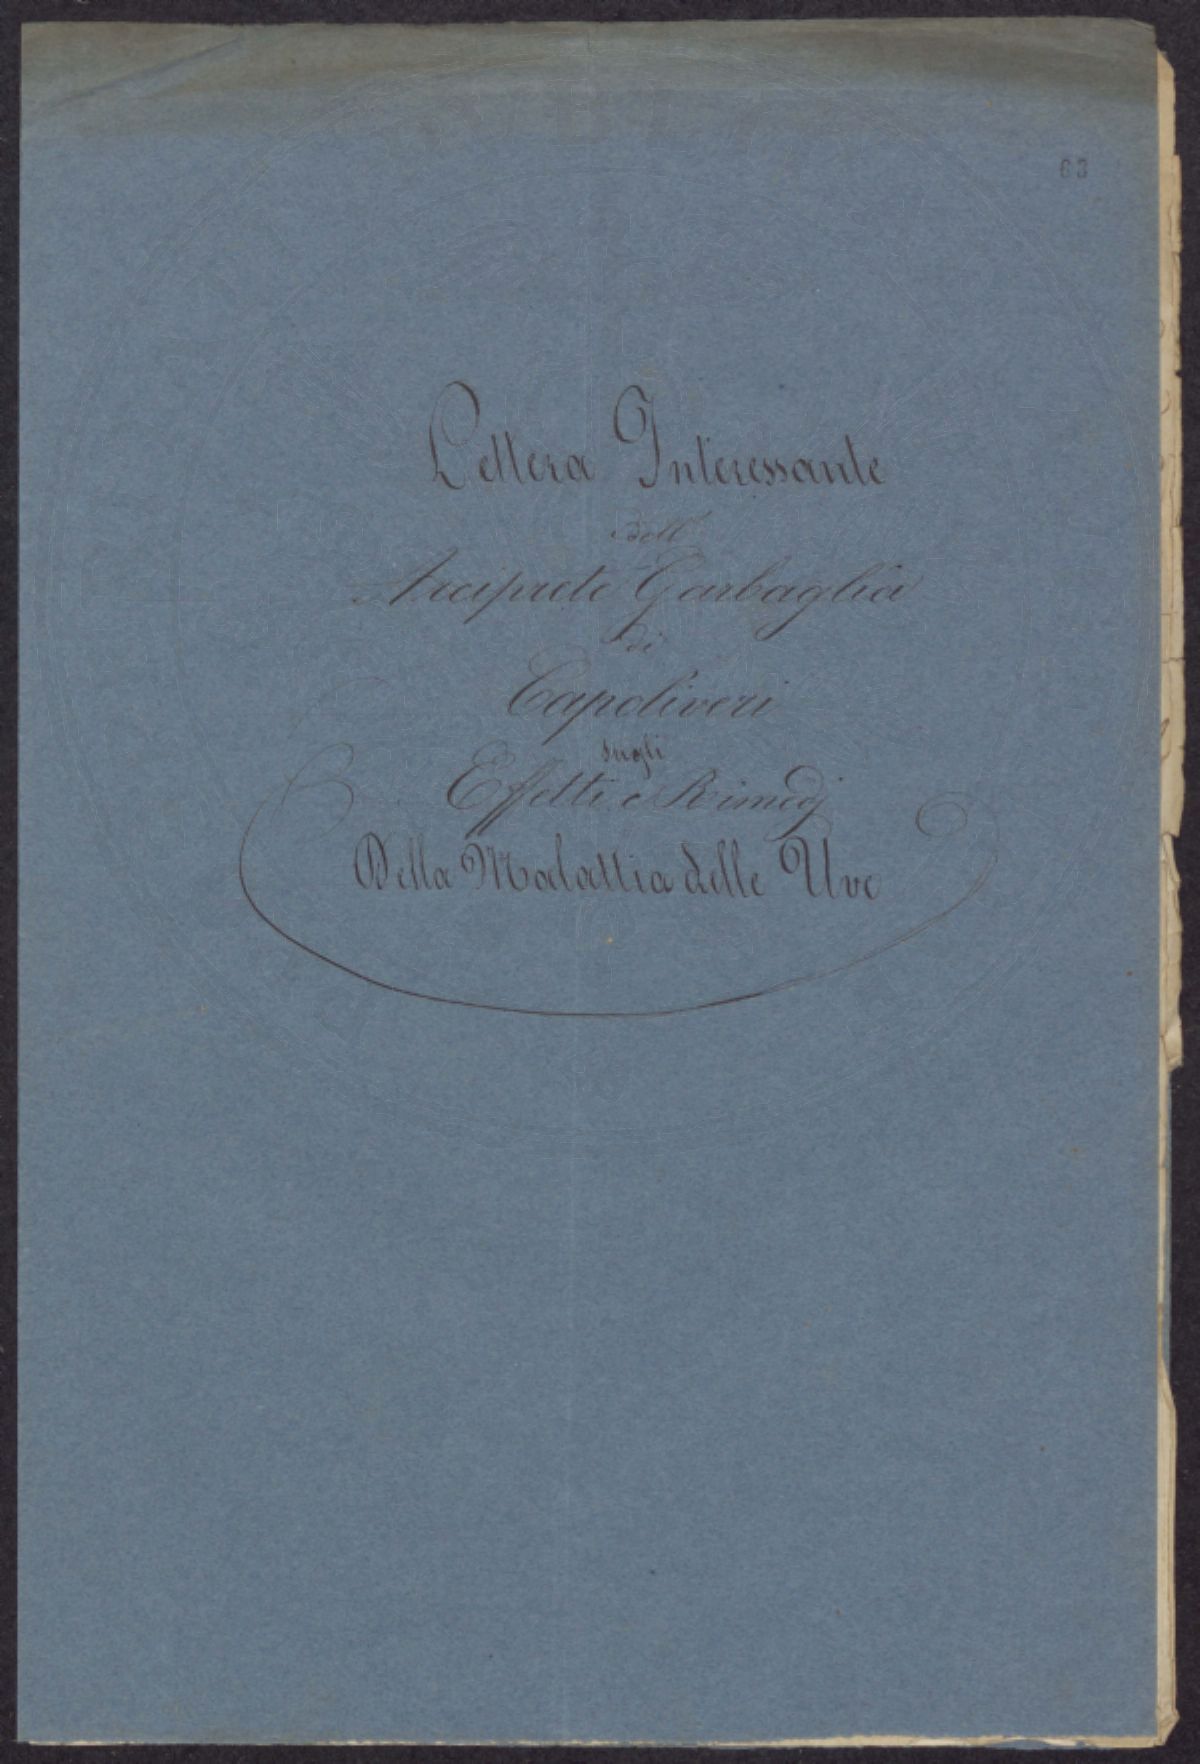 63
Lettera Interessante
dell'
Arciprete Garbaglia
di
Capoliveri
sugli
Effetti e Rimedj
Della Malattia delle Uve